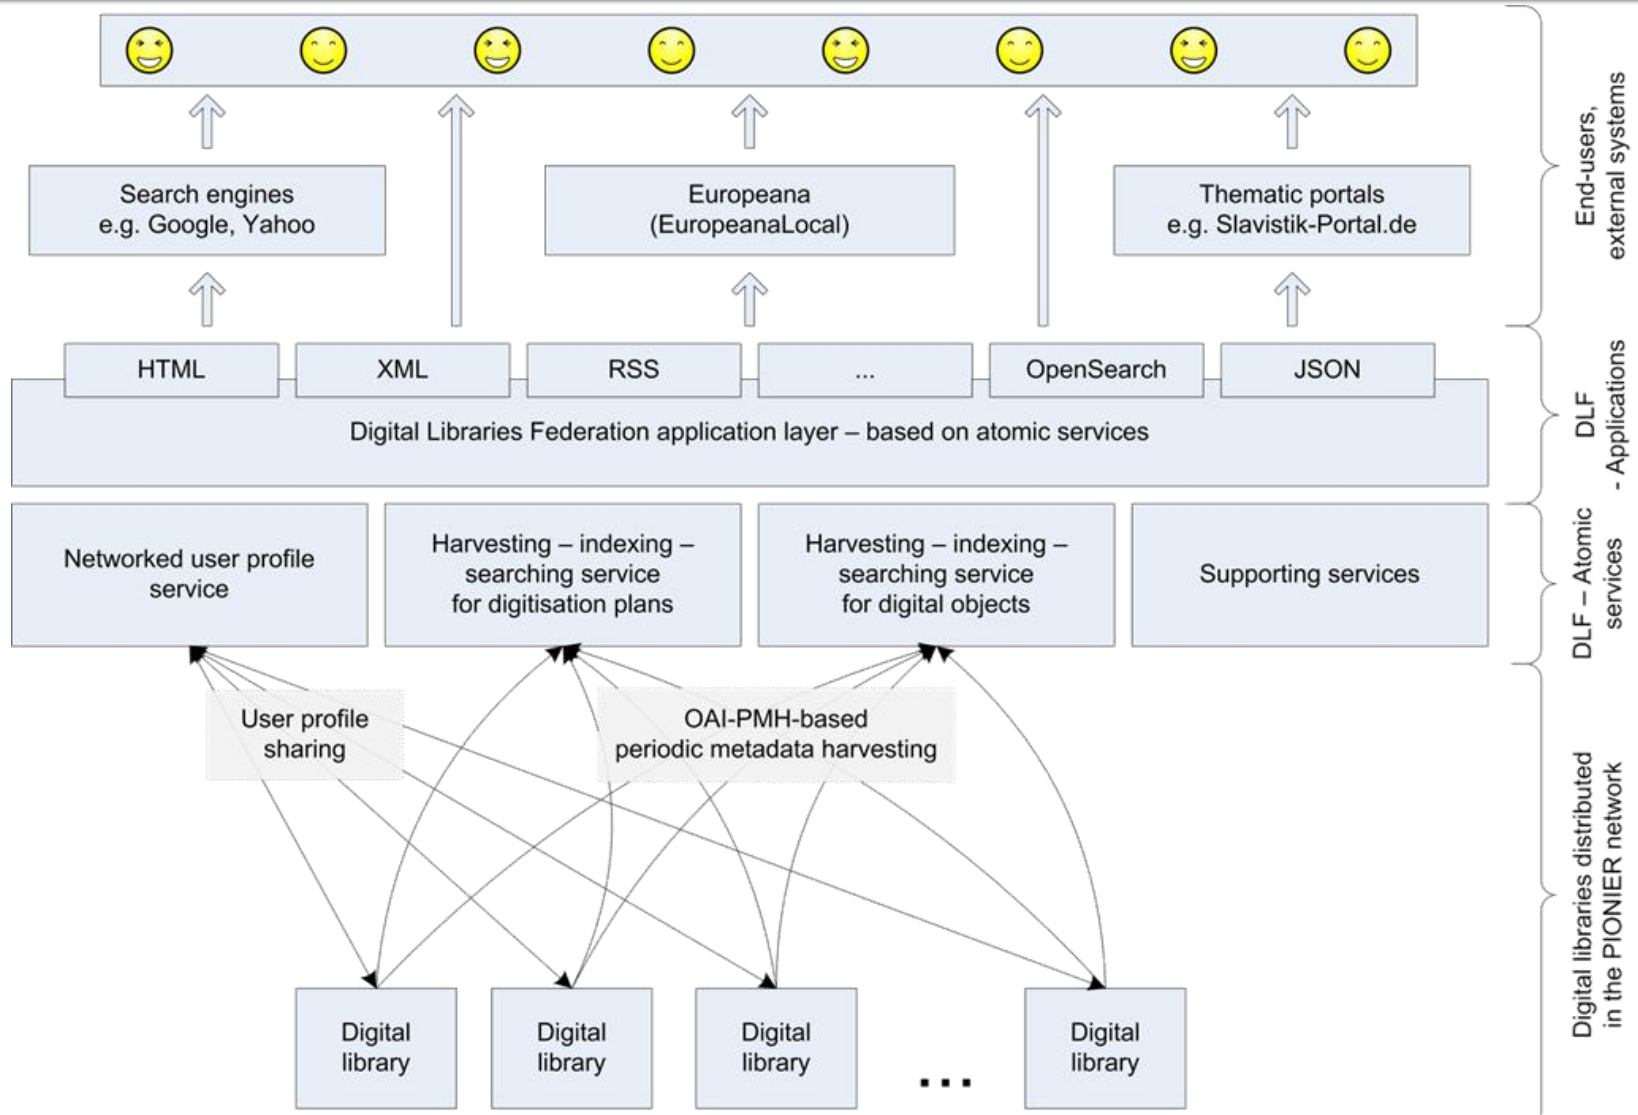 Search engines
e.g. Google, Yahoo
Europeana
(EuropeanaLocal)
Thematic portals
e.g. Slavistik-Portal.de
End-users,
external systems
HTML
XML
RSS
...
OpenSearch
JSON
Digital Libraries Federation application layer – based on atomic services
DLF
- Applications
Networked user profile
service
Harvesting – indexing –
searching service
for digitisation plans
Harvesting – indexing –
searching service
for digital objects
Supporting services
DLF – Atomic
services
User profile
sharing
OAI-PMH-based
periodic metadata harvesting
Digital libraries distributed
in the PIONIER network
Digital
library
Digital
library
Digital
library
...
Digital
library